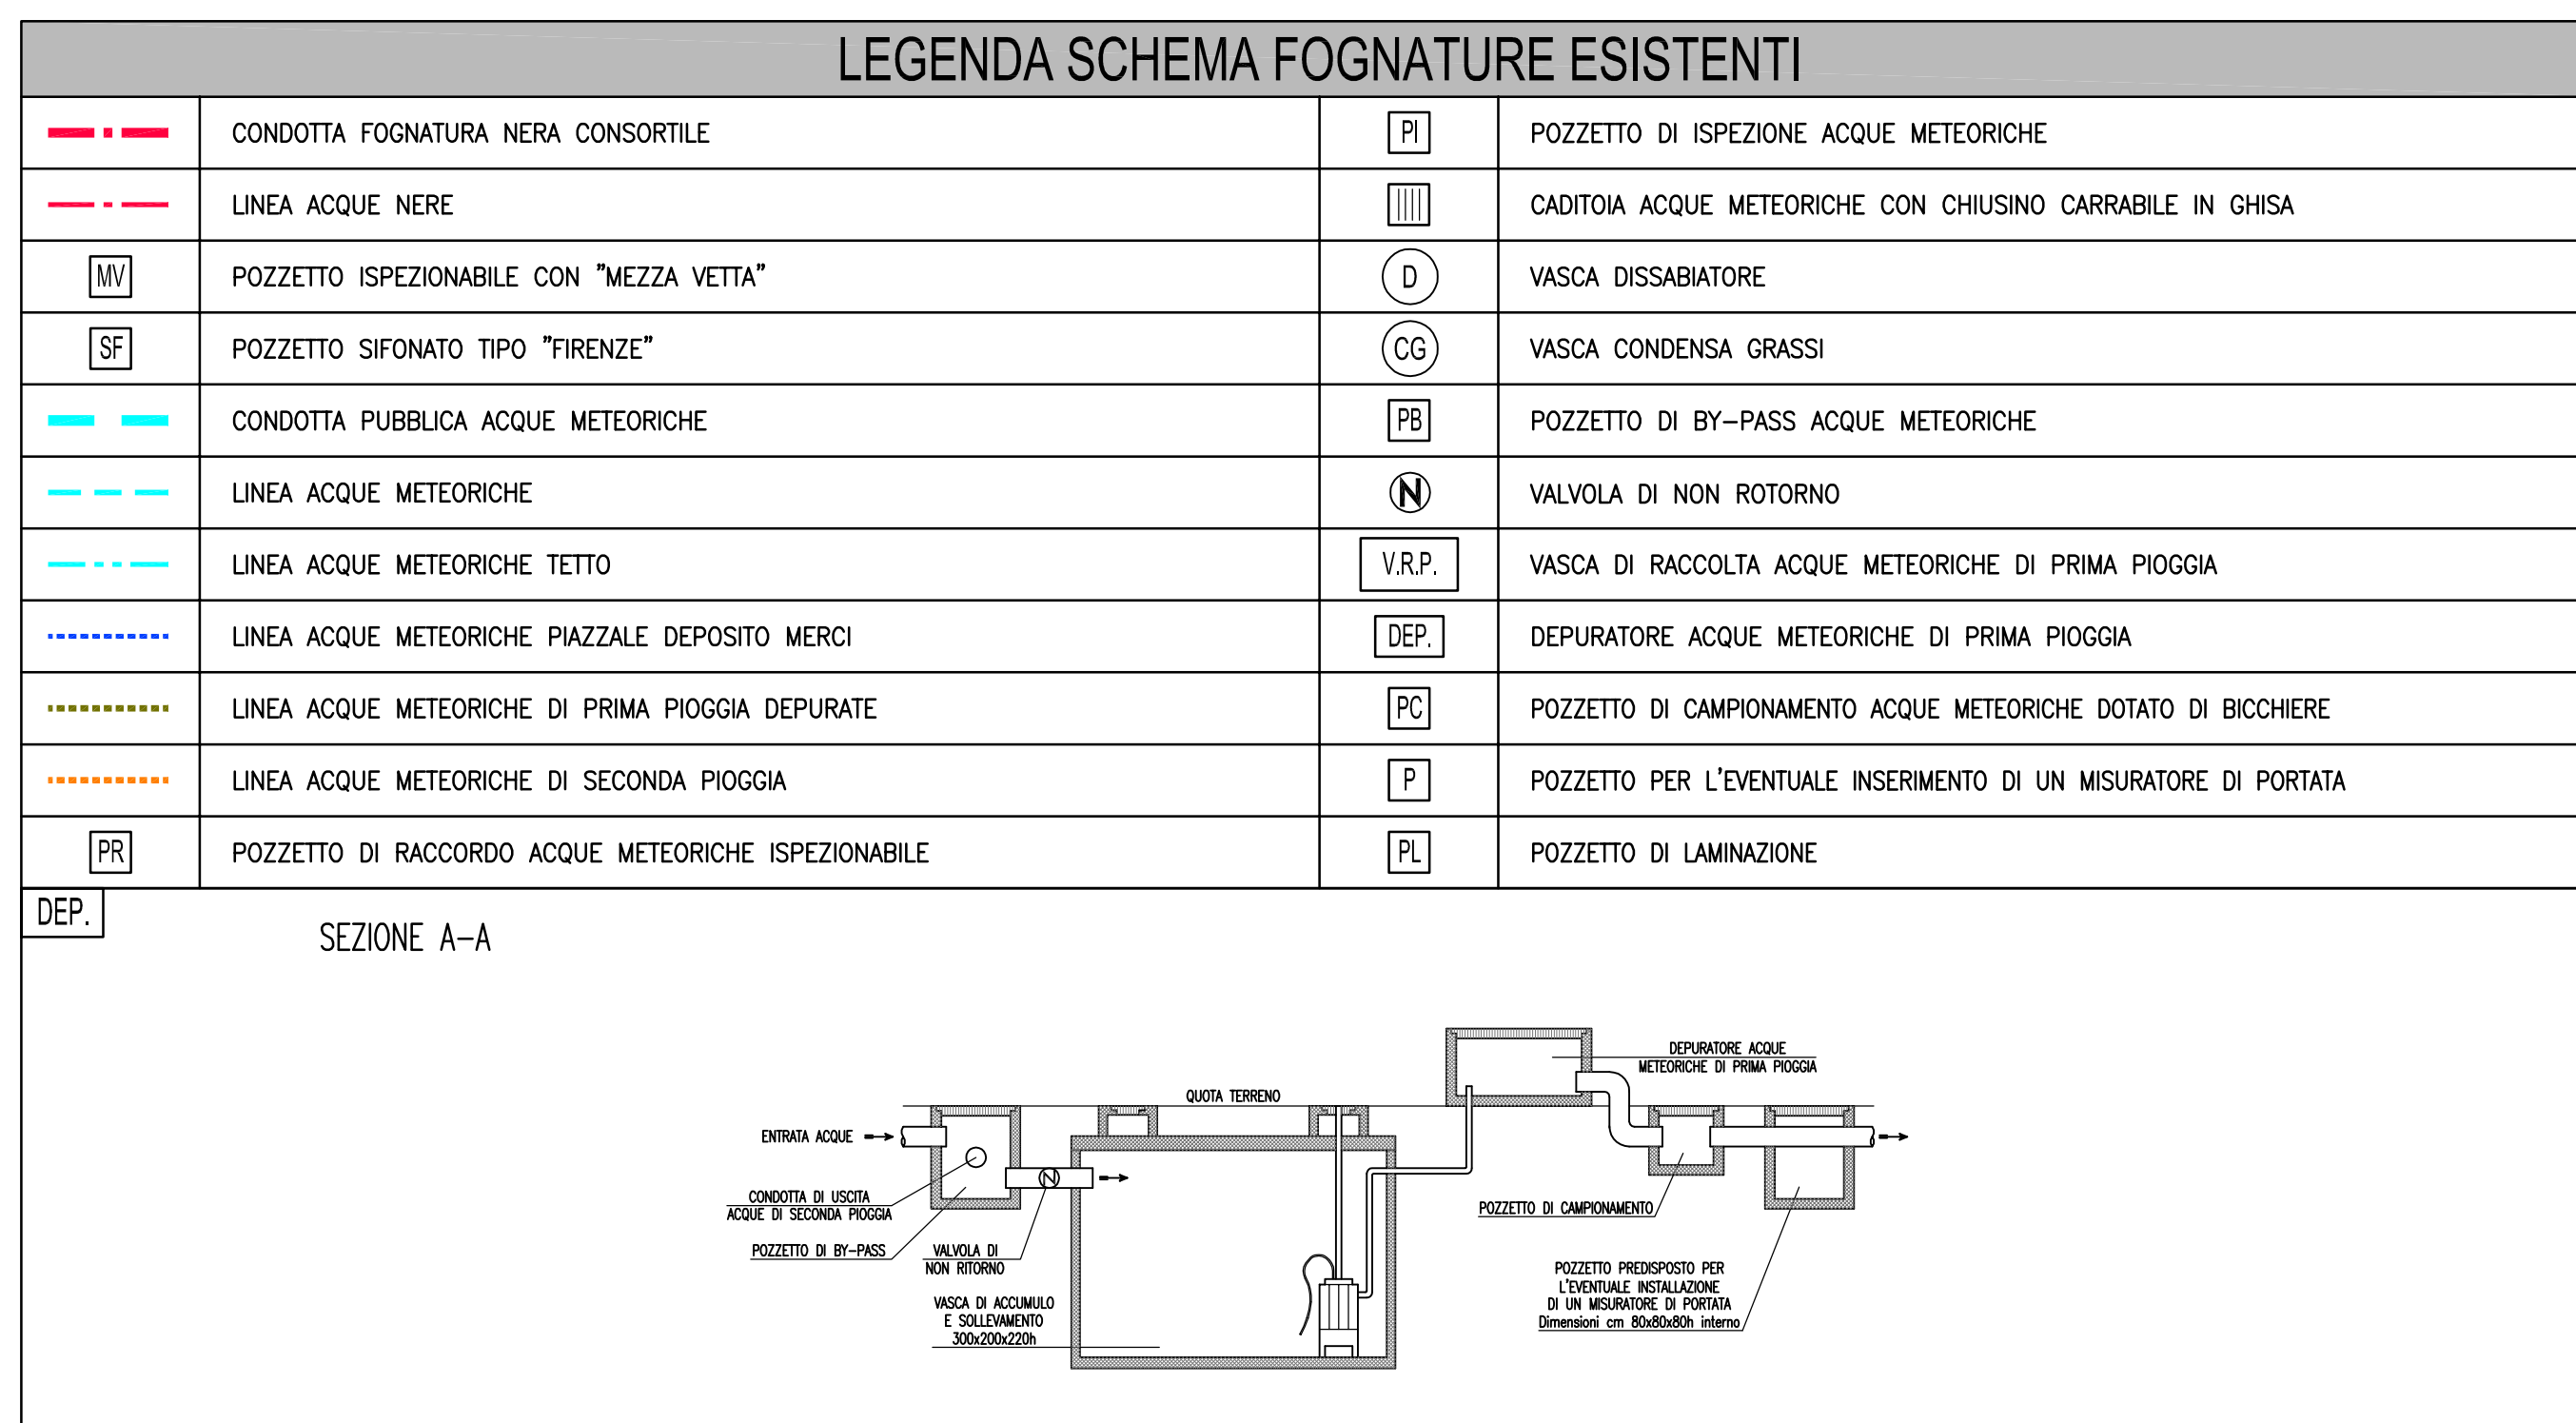 LEGENDA SCHEMA FOGNATURE ESISTENTI
CONDOTTA FOGNATURA NERA CONSORTILE
PI
POZZETTO DI ISPEZIONE ACQUE METEORICHE
LINEA ACQUE NERE
CADITOIA ACQUE METEORICHE CON CHIUSINO CARRABILE IN GHISA
MV
POZZETTO ISPEZIONABILE CON "MEZZA VETTA"
D
VASCA DISSABIATORE
SF
POZZETTO SIFONATO TIPO "FIRENZE"
CG
VASCA CONDENSA GRASSI
CONDOTTA PUBBLICA ACQUE METEORICHE
PB
POZZETTO DI BY-PASS ACQUE METEORICHE
LINEA ACQUE METEORICHE
N
VALVOLA DI NON ROTORNO
LINEA ACQUE METEORICHE TETTO
V.R.P.
VASCA DI RACCOLTA ACQUE METEORICHE DI PRIMA PIOGGIA
LINEA ACQUE METEORICHE PIAZZALE DEPOSITO MERCI
DEP.
DEPURATORE ACQUE METEORICHE DI PRIMA PIOGGIA
LINEA ACQUE METEORICHE DI PRIMA PIOGGIA DEPURATE
PC
POZZETTO DI CAMPIONAMENTO ACQUE METEORICHE DOTATO DI BICCHIERE
LINEA ACQUE METEORICHE DI SECONDA PIOGGIA
P
POZZETTO PER L'EVENTUALE INSERIMENTO DI UN MISURATORE DI PORTATA
PR
POZZETTO DI RACCORDO ACQUE METEORICHE ISPEZIONABILE
PL
POZZETTO DI LAMINAZIONE
DEP.
SEZIONE A-A
DEPURATORE ACQUE
METEORICHE DI PRIMA PIOGGIA
QUOTA TERRENO
ENTRATA ACQUE
N
CONDOTTA DI USCITA
ACQUE DI SECONDA PIOGGIA
POZZETTO DI CAMPIONAMENTO
POZZETTO DI BY-PASS
VALVOLA DI
NON RITORNO
POZZETTO PREDISPOSTO PER
L'EVENTUALE INSTALLAZIONE
DI UN MISURATORE DI PORTATA
Dimensioni cm 80x80x80h interno
VASCA DI ACCUMULO
E SOLLEVAMENTO
300x200x220h